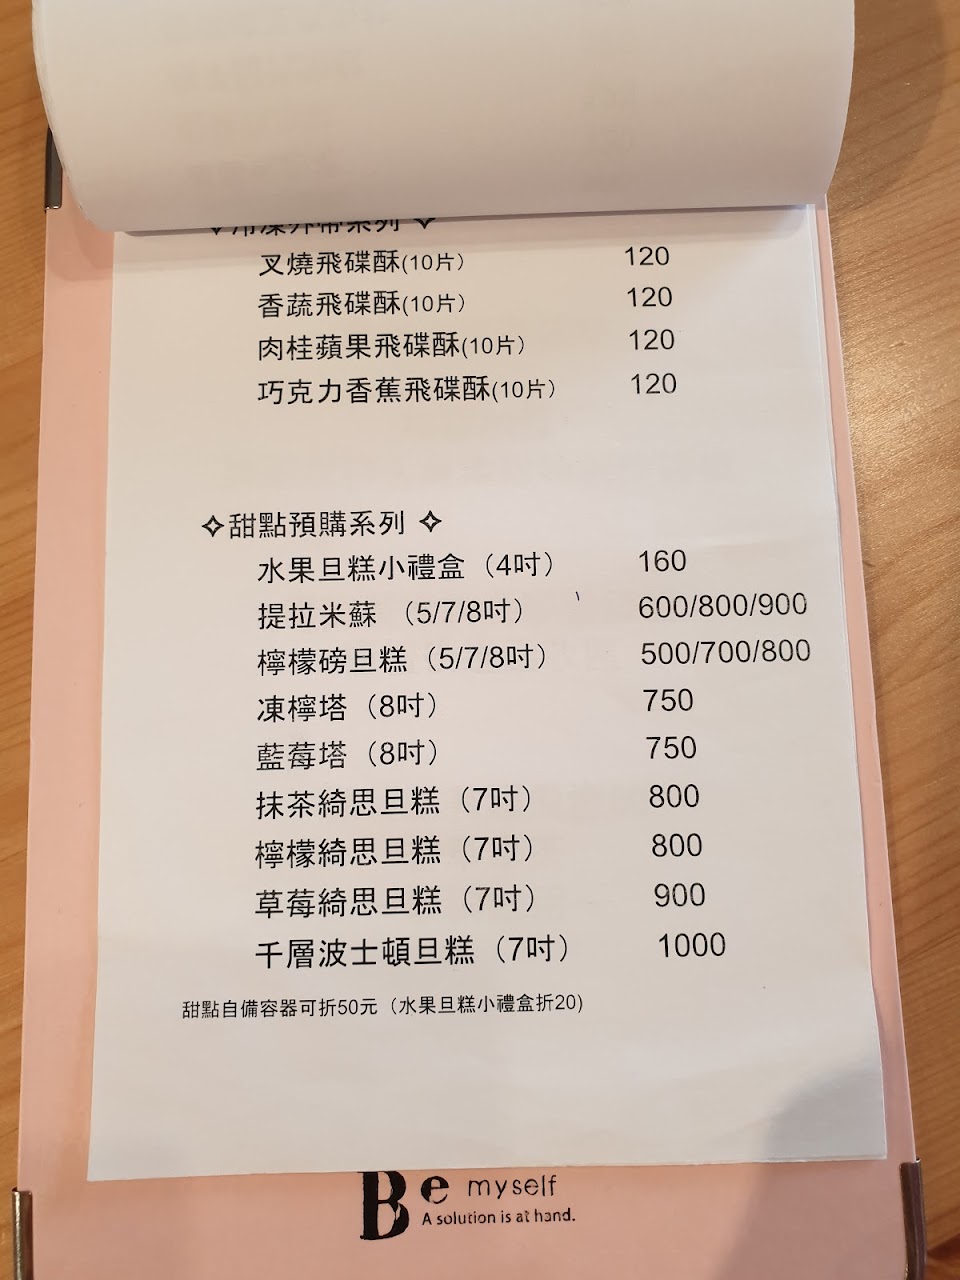 ✧冷凍外帶系列 ✧
叉燒飛碟酥(10片) 120
香蔬飛碟酥(10片) 120
肉桂蘋果飛碟酥(10片) 120
巧克力香蕉飛碟酥(10片) 120
✧甜點預購系列 ✧
水果旦糕小禮盒（4吋） 160
提拉米蘇 （5/7/8吋） 600/800/900
檸檬磅旦糕（5/7/8吋） 500/700/800
凍檸塔（8吋） 750
藍莓塔（8吋） 750
抹茶綺思旦糕（7吋） 800
檸檬綺思旦糕（7吋） 800
草莓綺思旦糕（7吋） 900
千層波士頓旦糕（7吋） 1000
甜點自備容器可折50元（水果旦糕小禮盒折20)
Be myself
A solution is at hand.